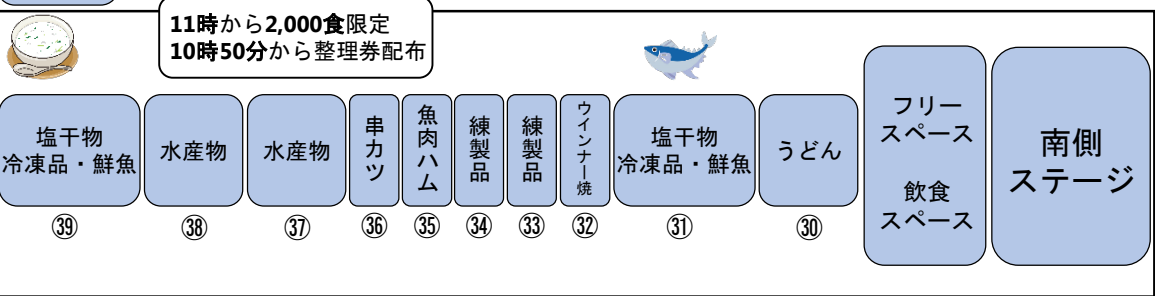 11時から2,000食限定
10時50分から整理券配布
塩干物
冷凍品・鮮魚
㊴
水産物
㊳
水産物
㊲
串カツ
㊱
魚肉ハム
㉟
練製品
㉞
練製品
㉝
ウインナー焼
㉜
塩干物
冷凍品・鮮魚
㉛
うどん
㉚
フリー
スペース
飲食
スペース
南側
ステージ